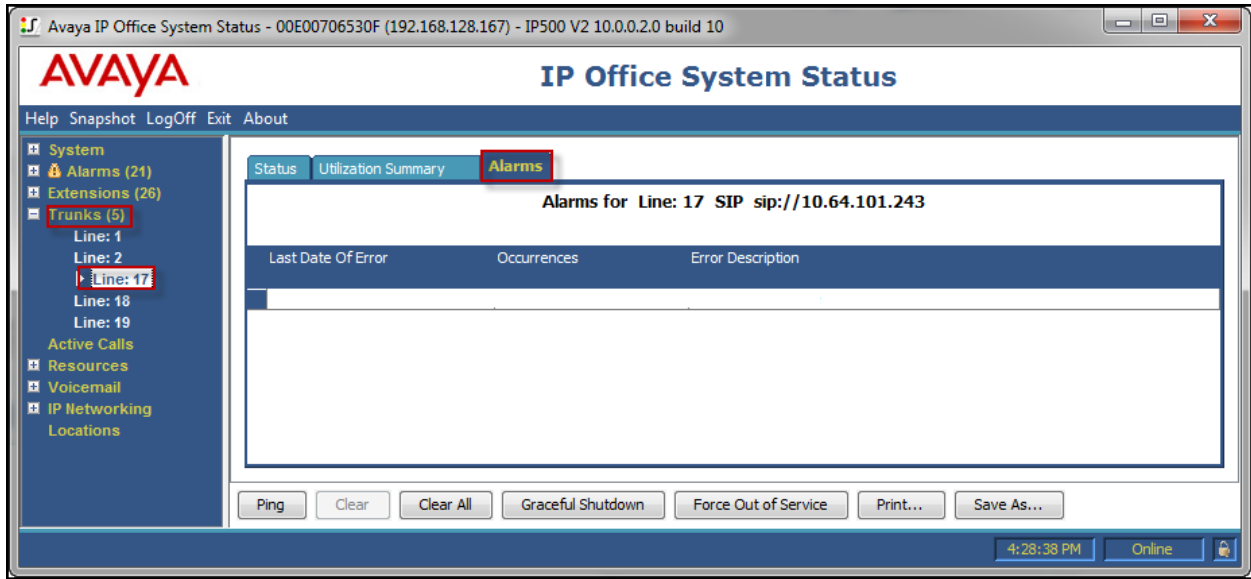 Avaya IP Office System Status - 00E00706530F (192.168.128.167) - IP500 V2 10.0.0.2.0 build 10
AVAYA
IP Office System Status
Help Snapshot LogOff Exit About
System
Alarms (21)
Extensions (26)
Trunks (5)
Line: 1
Line: 2
Line: 17
Line: 18
Line: 19
Active Calls
Resources
Voicemail
IP Networking
Locations
Status Utilization Summary Alarms
Alarms for Line: 17 SIP sip://10.64.101.243
Last Date Of Error Occurrences Error Description
Ping Clear Clear All Graceful Shutdown Force Out of Service Print... Save As...
4:28:38 PM Online